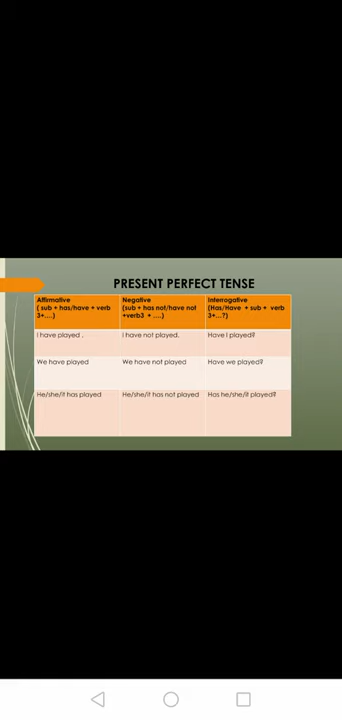 PRESENT PERFECT TENSE
Affirmative
( sub + has/have + verb
3+....)
Negative
(sub + has not/have not
+verb3 + ....)
Interrogative
(Has/Have + sub + verb
3+...?)
I have played .
i have not played.
Have I played?
We have played
We have not played
Have we played?
He/she/it has played
He/she/it has not played
Has he/she/it played?